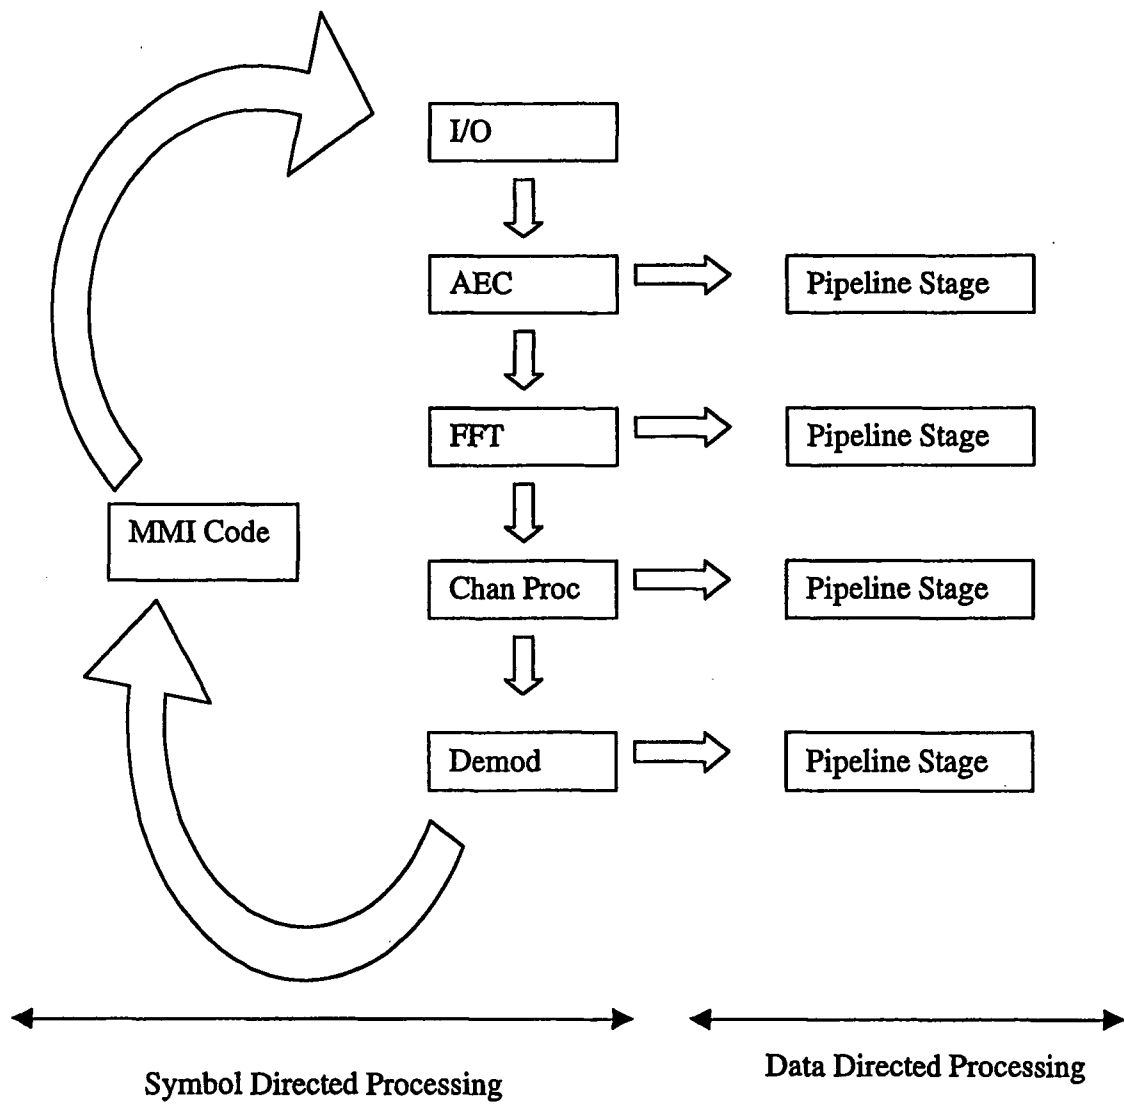 I/O
AEC
Pipeline Stage
FFT
Pipeline Stage
MMI Code
Chan Proc
Pipeline Stage
Demod
Pipeline Stage
Symbol Directed Processing
Data Directed Processing